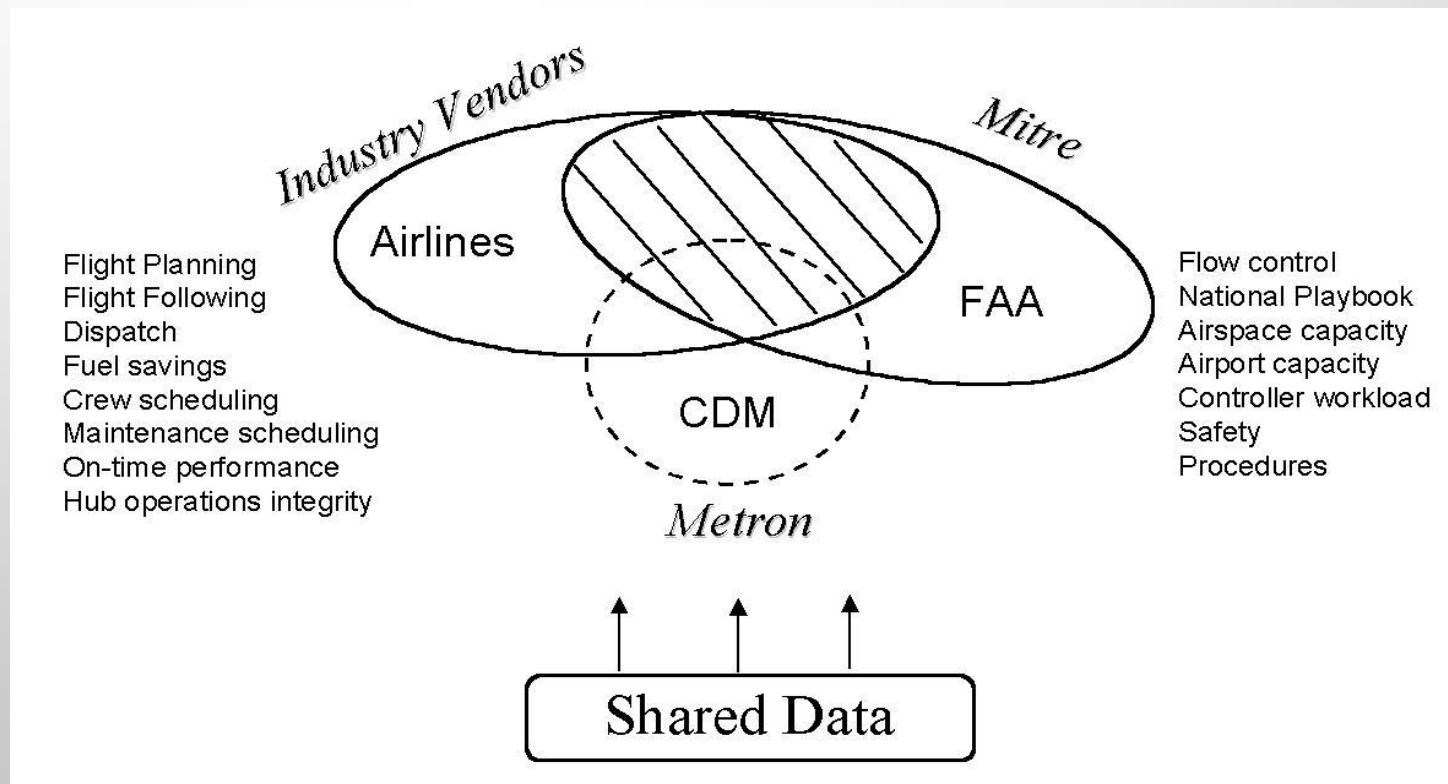 Industry Vendors
Mitre
Airlines
FAA
CDM
Metron
Flight Planning
Flight Following
Dispatch
Fuel savings
Crew scheduling
Maintenance scheduling
On-time performance
Hub operations integrity
Flow control
National Playbook
Airspace capacity
Airport capacity
Controller workload
Safety
Procedures
Shared Data